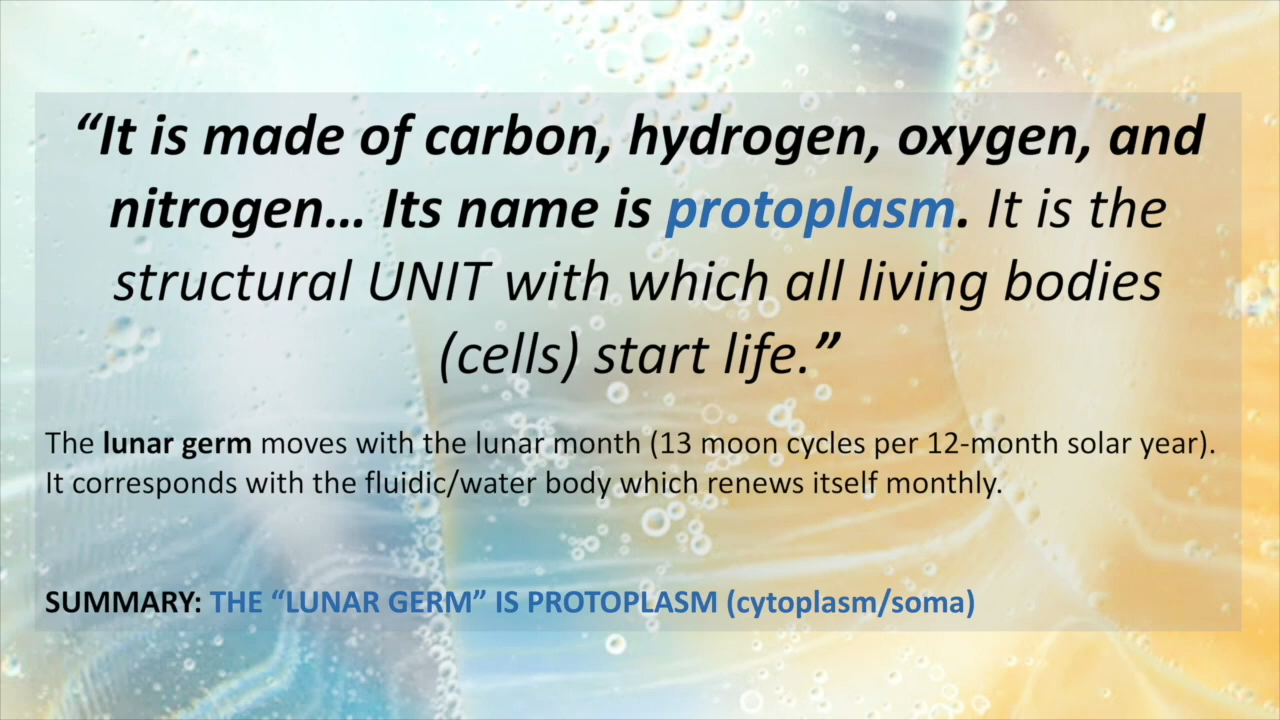 “It is made of carbon, hydrogen, oxygen, and
nitrogen… Its name is protoplasm. It is the
structural UNIT with which all living bodies
(cells) start life.”
The lunar germ moves with the lunar month (13 moon cycles per 12-month solar year).
It corresponds with the fluidic/water body which renews itself monthly.
SUMMARY: THE “LUNAR GERM” IS PROTOPLASM (cytoplasm/soma)